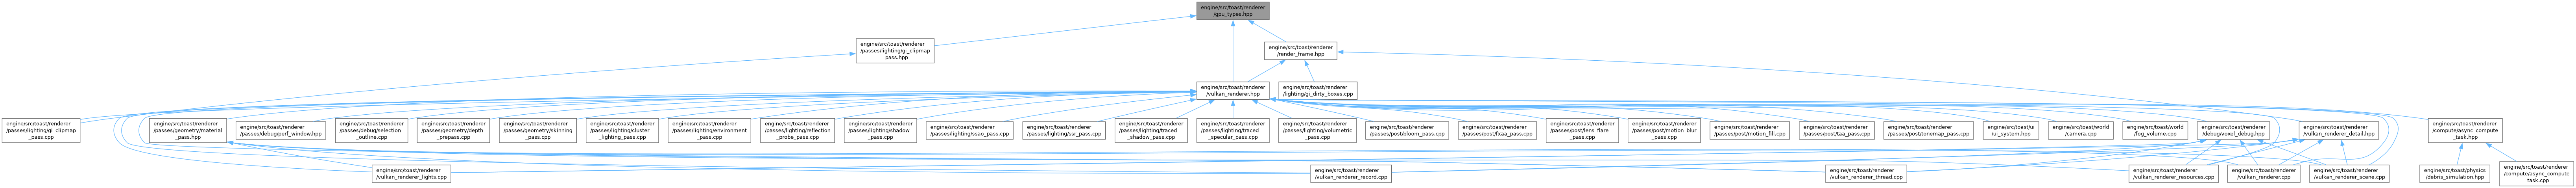 engine/src/toast/renderer
/gpu_types.hpp
engine/src/toast/renderer
/passes/lighting/gi_clipmap
_pass.hpp
engine/src/toast/renderer
/render_frame.hpp
engine/src/toast/renderer
/vulkan_renderer.hpp
engine/src/toast/renderer
/lighting/gi_dirty_boxes.cpp
engine/src/toast/renderer
/passes/lighting/gi_clipmap
_pass.cpp
engine/src/toast/renderer
/passes/geometry/material
_pass.hpp
engine/src/toast/renderer
/passes/debug/perf_window.hpp
engine/src/toast/renderer
/passes/debug/selection
_outline.cpp
engine/src/toast/renderer
/passes/geometry/depth
_prepass.cpp
engine/src/toast/renderer
/passes/geometry/skinning
_pass.cpp
engine/src/toast/renderer
/passes/lighting/cluster
_lighting_pass.cpp
engine/src/toast/renderer
/passes/lighting/environment
_pass.cpp
engine/src/toast/renderer
/passes/lighting/reflection
_probe_pass.cpp
engine/src/toast/renderer
/passes/lighting/shadow
_pass.cpp
engine/src/toast/renderer
/passes/lighting/ssao_pass.cpp
engine/src/toast/renderer
/passes/lighting/ssr_pass.cpp
engine/src/toast/renderer
/passes/lighting/traced
_shadow_pass.cpp
engine/src/toast/renderer
/passes/lighting/traced
_specular_pass.cpp
engine/src/toast/renderer
/passes/lighting/volumetric
_pass.cpp
engine/src/toast/renderer
/passes/post/bloom_pass.cpp
engine/src/toast/renderer
/passes/post/fxaa_pass.cpp
engine/src/toast/renderer
/passes/post/lens_flare
_pass.cpp
engine/src/toast/renderer
/passes/post/motion_blur
_pass.cpp
engine/src/toast/renderer
/passes/post/motion_fill.cpp
engine/src/toast/renderer
/passes/post/taa_pass.cpp
engine/src/toast/renderer
/passes/post/tonemap_pass.cpp
engine/src/toast/ui
/ui_system.hpp
engine/src/toast/world
/camera.cpp
engine/src/toast/world
/fog_volume.cpp
engine/src/toast/renderer
/debug/voxel_debug.hpp
engine/src/toast/renderer
/vulkan_renderer_detail.hpp
engine/src/toast/renderer
/compute/async_compute
_task.hpp
engine/src/toast/renderer
/vulkan_renderer_lights.cpp
engine/src/toast/renderer
/vulkan_renderer_record.cpp
engine/src/toast/renderer
/vulkan_renderer_thread.cpp
engine/src/toast/renderer
/vulkan_renderer_resources.cpp
engine/src/toast/renderer
/vulkan_renderer.cpp
engine/src/toast/renderer
/vulkan_renderer_scene.cpp
engine/src/toast/physics
/debris_simulation.hpp
engine/src/toast/renderer
/compute/async_compute
_task.cpp